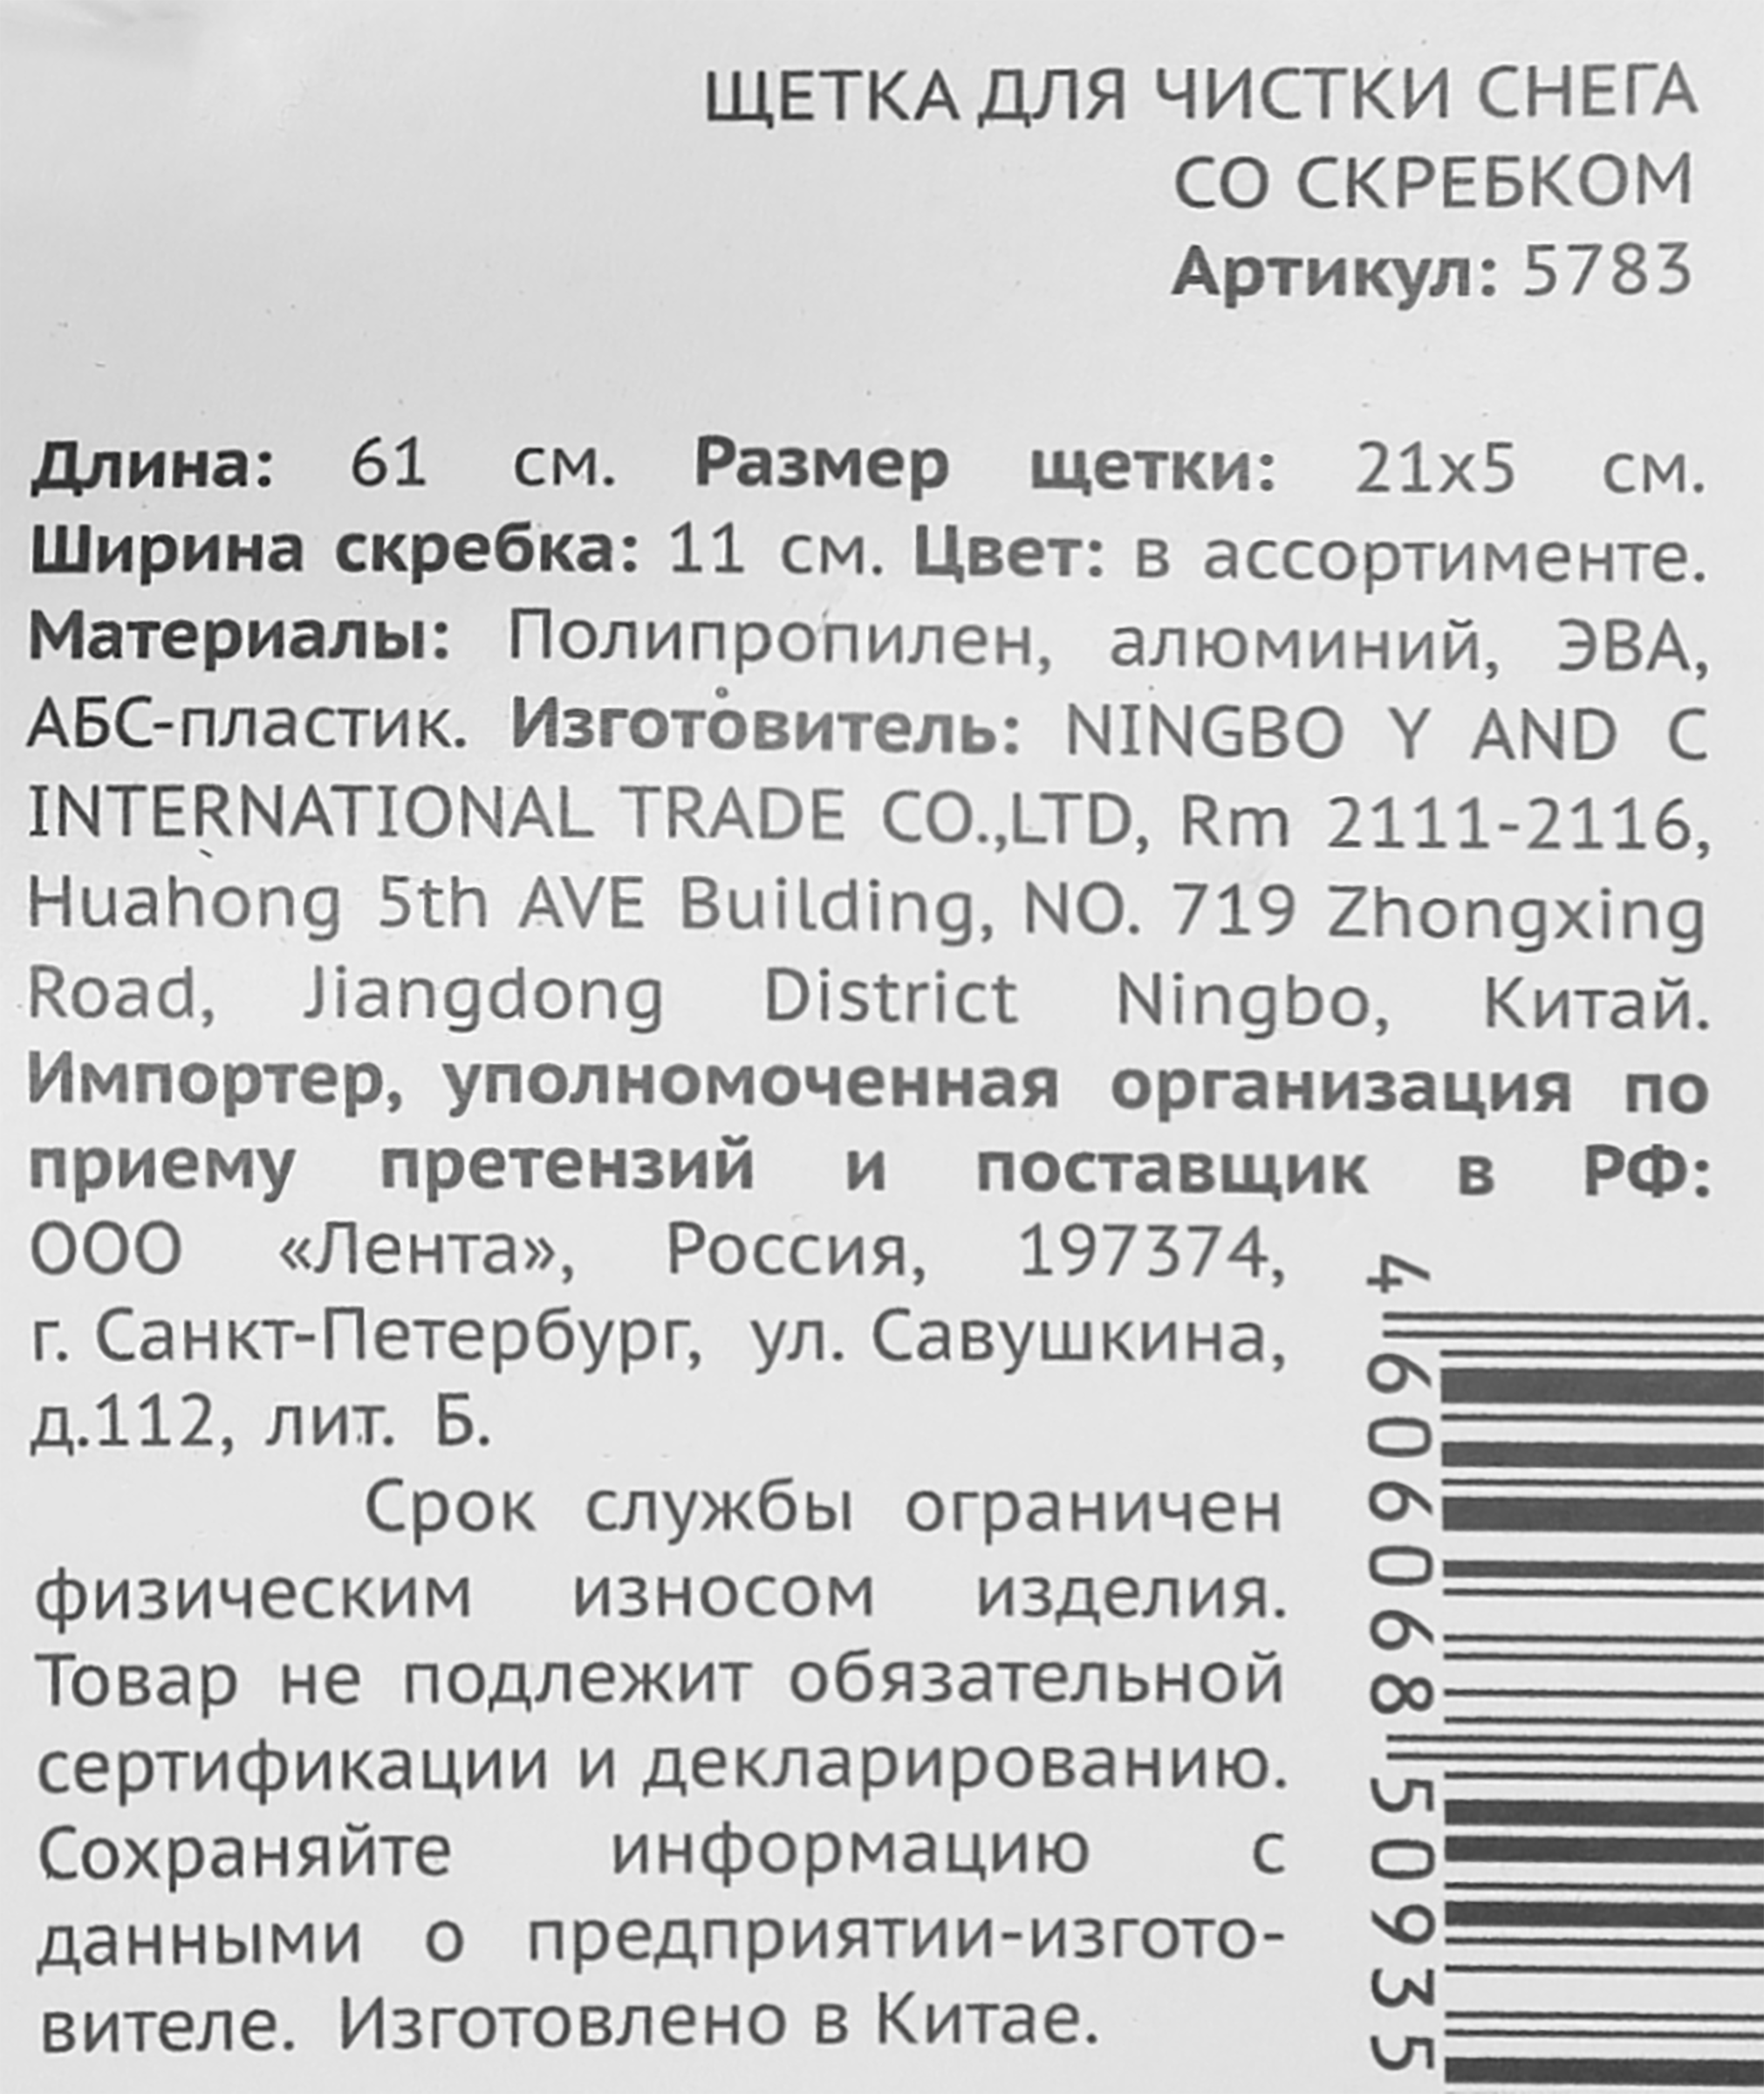 ЩЕТКА ДЛЯ ЧИСТКИ СНЕГА
СО СКРЕБКОМ
Артикул: 5783
Длина: 61 см. Размер щетки: 21х5 см.
Ширина скребка: 11 см. Цвет: в ассортименте.
Материалы: Полипропилен, алюминий, ЭВА,
АБС-пластик. Изготовитель: NINGBO Y AND C
INTERNATIONAL TRADE CO.,LTD, Rm 2111-2116,
Huahong 5th AVE Building, NO. 719 Zhongxing
Road, Jiangdong District Ningbo, Китай.
Импортер, уполномоченная организация по
приему претензий и поставщик в РФ:
ООО «Лента», Россия, 197374,
г. Санкт-Петербург, ул. Савушкина,
д.112, лит. Б.
Срок службы ограничен
физическим износом изделия.
Товар не подлежит обязательной
сертификации и декларированию.
Сохраняйте информацию с
данными о предприятии-изгото-
вителе. Изготовлено в Китае.
4 606068 50935